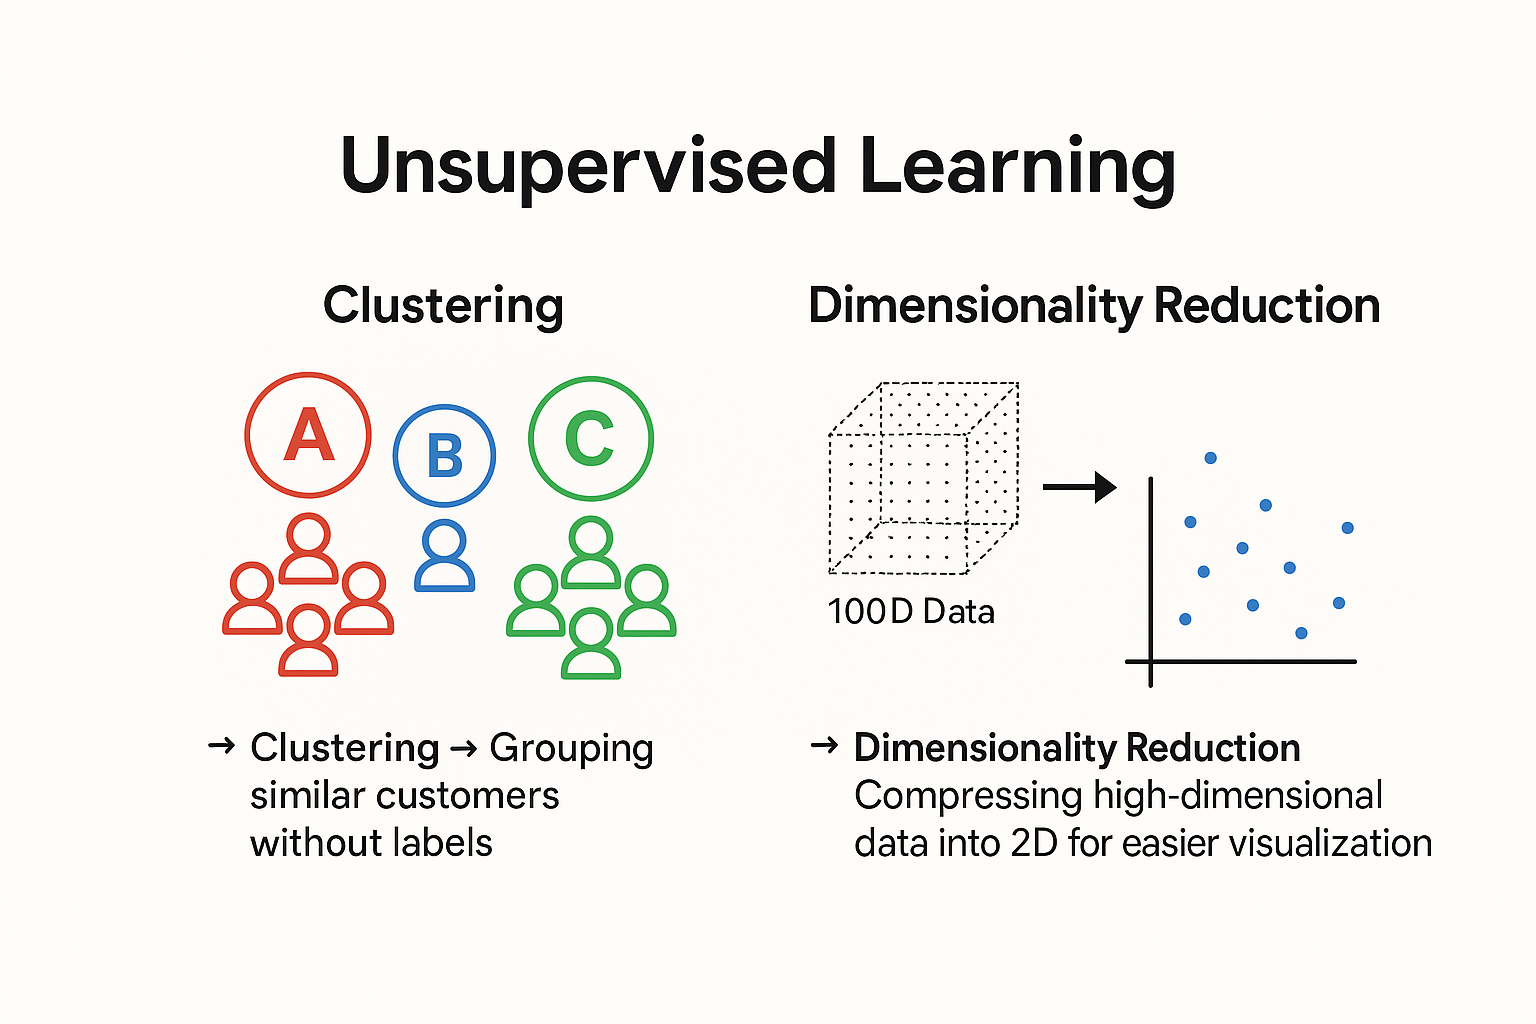 Unsupervised Learning
Clustering
A
B
C
→ Clustering → Grouping
similar customers
without labels
Dimensionality Reduction
100D Data
→ Dimensionality Reduction
Compressing high-dimensional
data into 2D for easier visualization